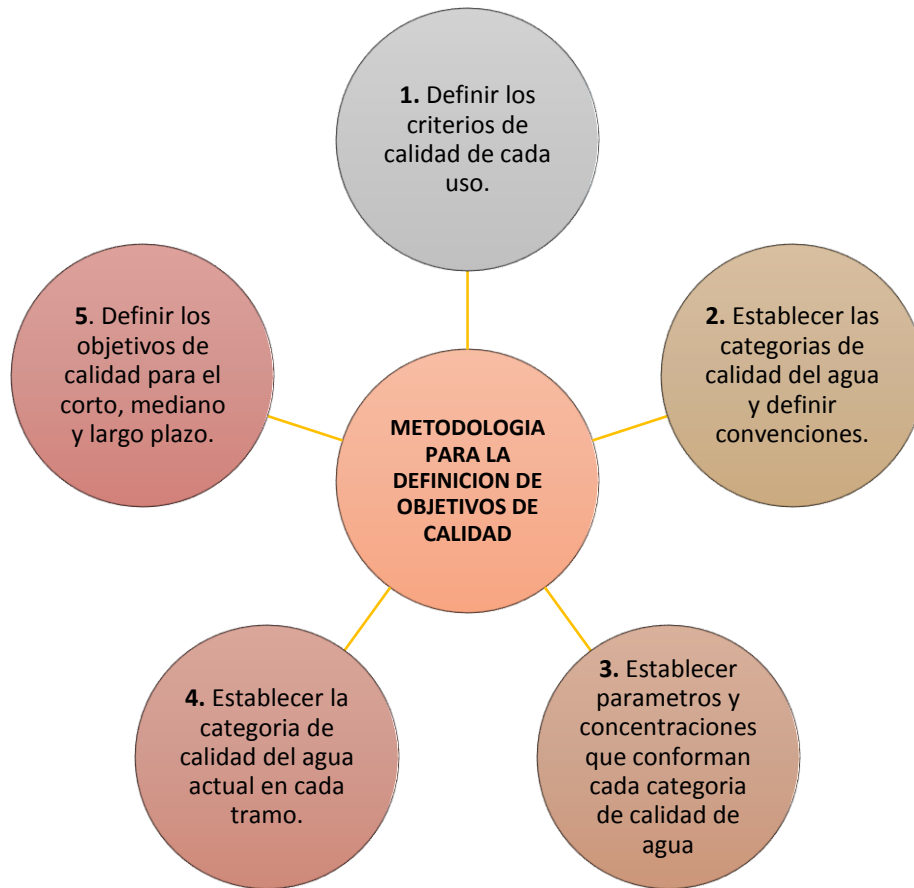 1. Definir los
criterios de
calidad de cada
uso.
2. Establecer las
categorias de
calidad del agua
y definir
convenciones.
3. Establecer
parametros y
concentraciones
que conforman
cada categoria
de calidad de
agua
4. Establecer la
categoria de
calidad del agua
actual en cada
tramo.
5. Definir los
objetivos de
calidad para el
corto, mediano
y largo plazo.
METODOLOGIA
PARA LA
DEFINICION DE
OBJETIVOS DE
CALIDAD